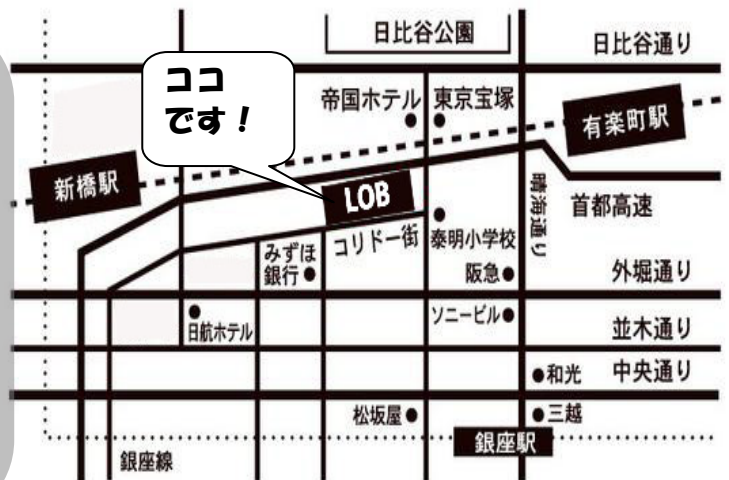 日比谷公園
日比谷通り
ココ
です！
帝国ホテル
東京宝塚
有楽町駅
新橋駅
LOB
晴海通り
首都高速
コリドー街
泰明小学校
みずほ
銀行
阪急
外堀通り
日航ホテル
ソニービル
並木通り
和光
中央通り
松坂屋
三越
銀座駅
銀座線